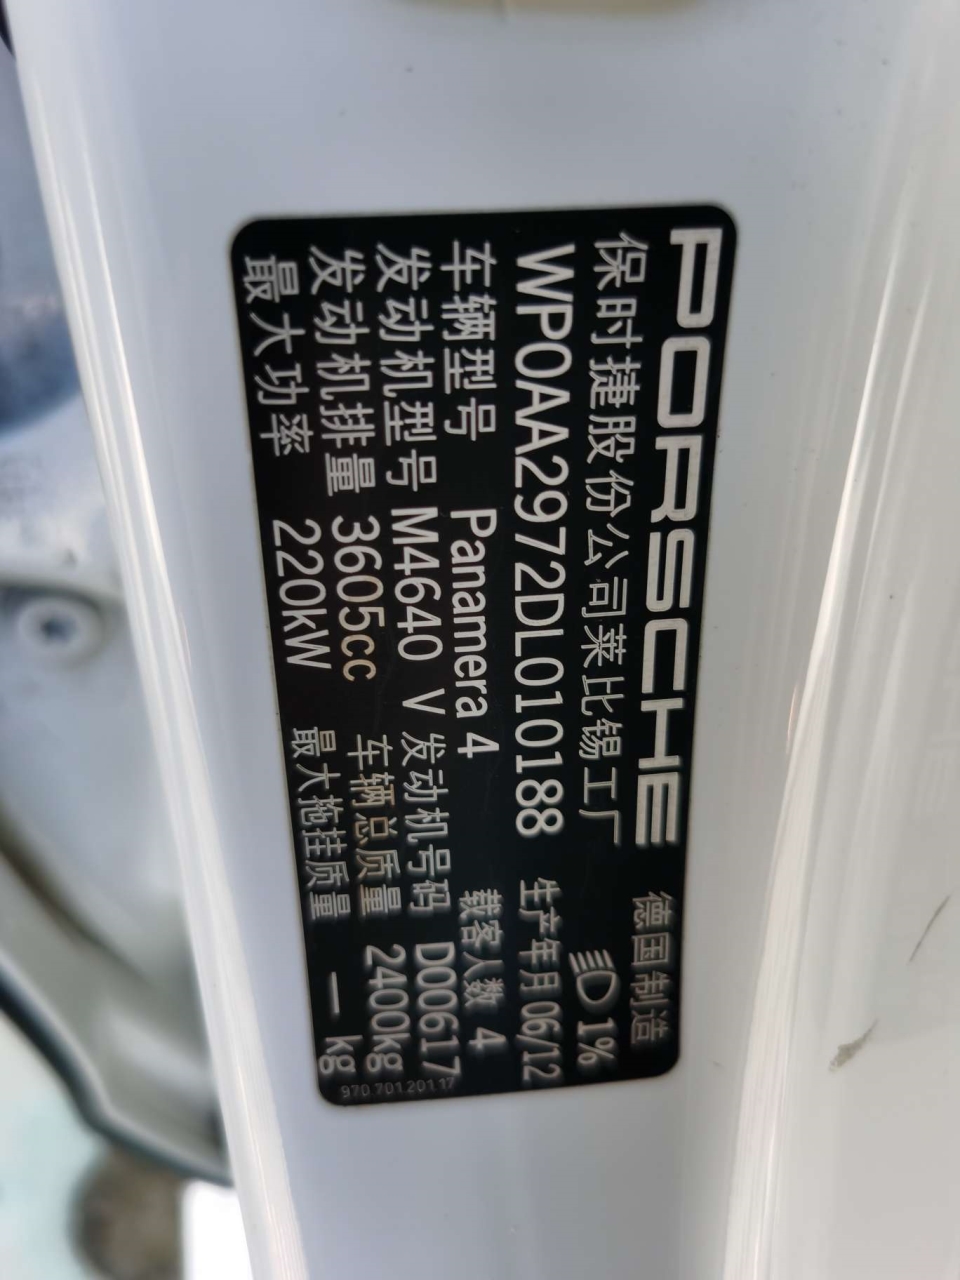 PORSCHE 德国制造
保时捷股份公司莱比锡工厂 1%
WP0AA2972DL010188 生产年月 06/12
车辆型号 Panamera 4 载客人数 4
发动机型号 M4640 V 发动机号码 D00617
发动机排量 3605cc 车辆总质量 2400kg
最大功率 220kW 最大拖挂质量 — kg
970 701 201 17